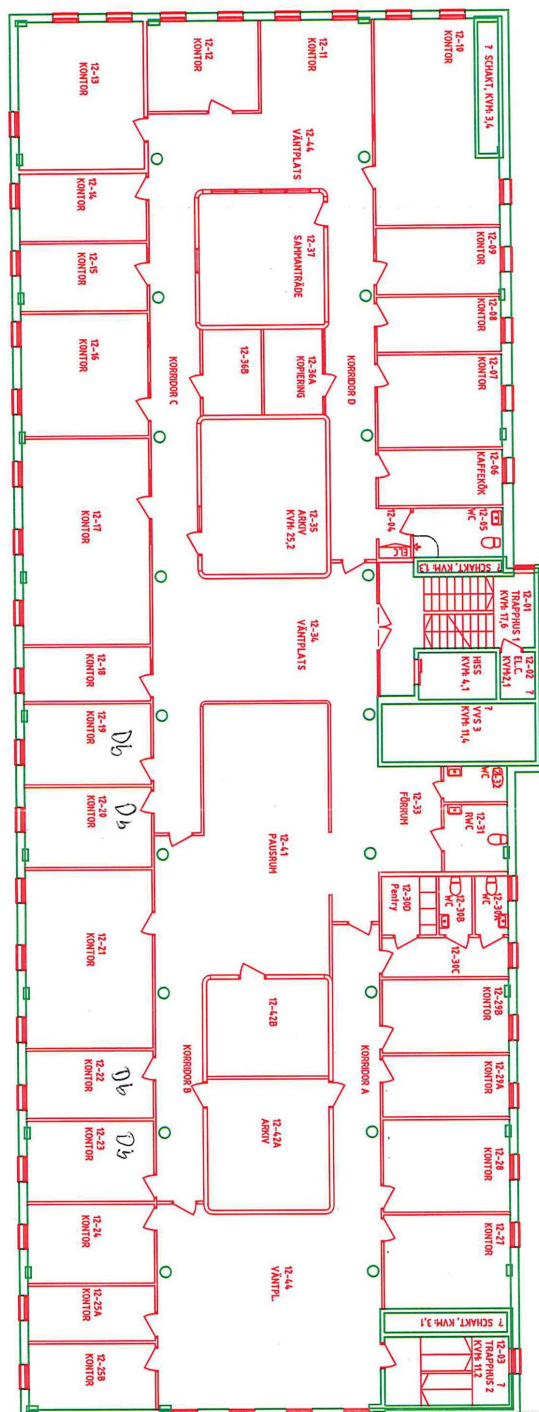 12-10
KONTOR
? SCHAKT, KVM: 3,4
12-11
KONTOR
12-12
KONTOR
12-13
KONTOR
12-44
VÄNTPLATS
12-14
KONTOR
12-09
KONTOR
12-37
SAMMANTRÄDE
12-15
KONTOR
12-08
KONTOR
12-16
KONTOR
12-07
KONTOR
12-36A
KOPIERING
12-36B
KORRIDOR D
KORRIDOR C
12-06
KAFFEKÖK
12-35
ARKIV
KVM: 25,2
12-17
KONTOR
12-05
WC
12-04
ELC
? SCHAKT, KVM: 1,3
12-01
TRAPPHUS 1
KVM: 17,6
12-02 ?
EL.C.
KVM:2,1
HISS
KVM: 4,1
12-34
VÄNTPLATS
12-18
KONTOR
?
VVS 3
KVM: 11,4
12-19
KONTOR
Db
12-32
WC
12-33
FÖRRUM
12-31
RWC
12-20
KONTOR
Db
12-41
PAUSRUM
12-30D
Pentry
12-30B
WC
12-30A
WC
12-30C
12-21
KONTOR
12-29B
KONTOR
12-42B
KORRIDOR A
KORRIDOR B
12-29A
KONTOR
12-22
KONTOR
Db
12-42A
ARKIV
12-28
KONTOR
12-23
KONTOR
Db
12-27
KONTOR
12-24
KONTOR
12-44
VÄNTPL.
12-25A
KONTOR
? SCHAKT, KVM: 3,1
12-03 ?
TRAPPHUS 2
KVM: 11,2
12-25B
KONTOR